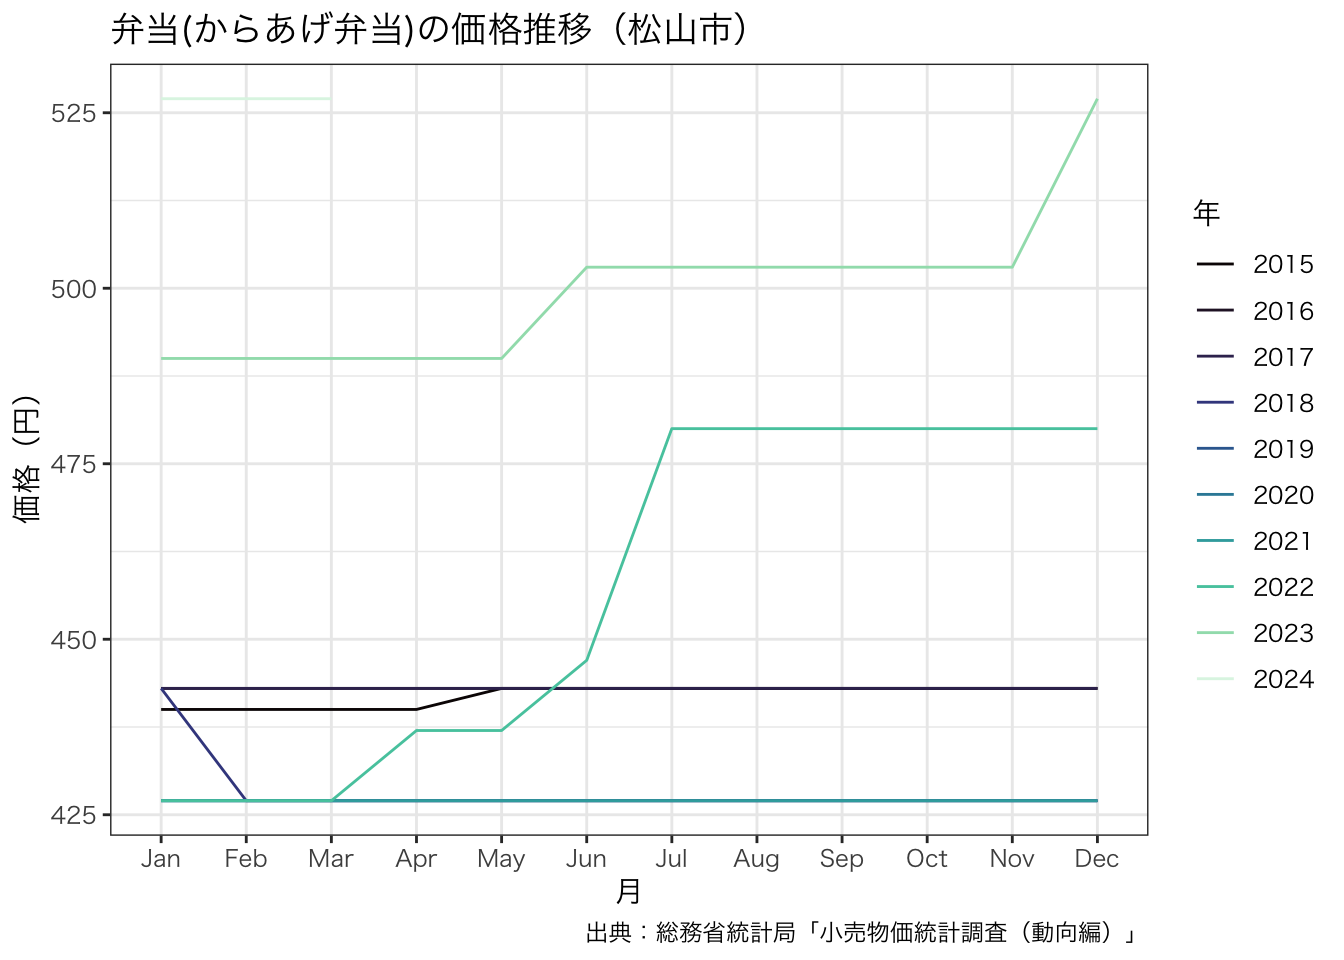 弁当(からあげ弁当)の価格推移（松山市）
525
500
475
450
425
価格（円）
Jan Feb Mar Apr May Jun Jul Aug Sep Oct Nov Dec
月
年
2015
2016
2017
2018
2019
2020
2021
2022
2023
2024
出典：総務省統計局「小売物価統計調査（動向編）」